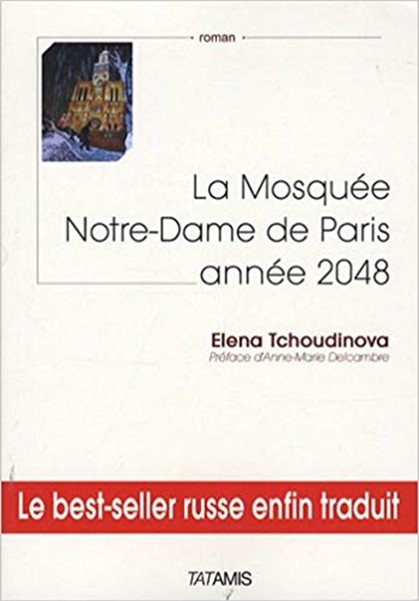 roman
La Mosquée
Notre-Dame de Paris
année 2048
Elena Tchoudinova
Préface d'Anne-Marie Delcambre
Le best-seller russe enfin traduit
TATAMIS